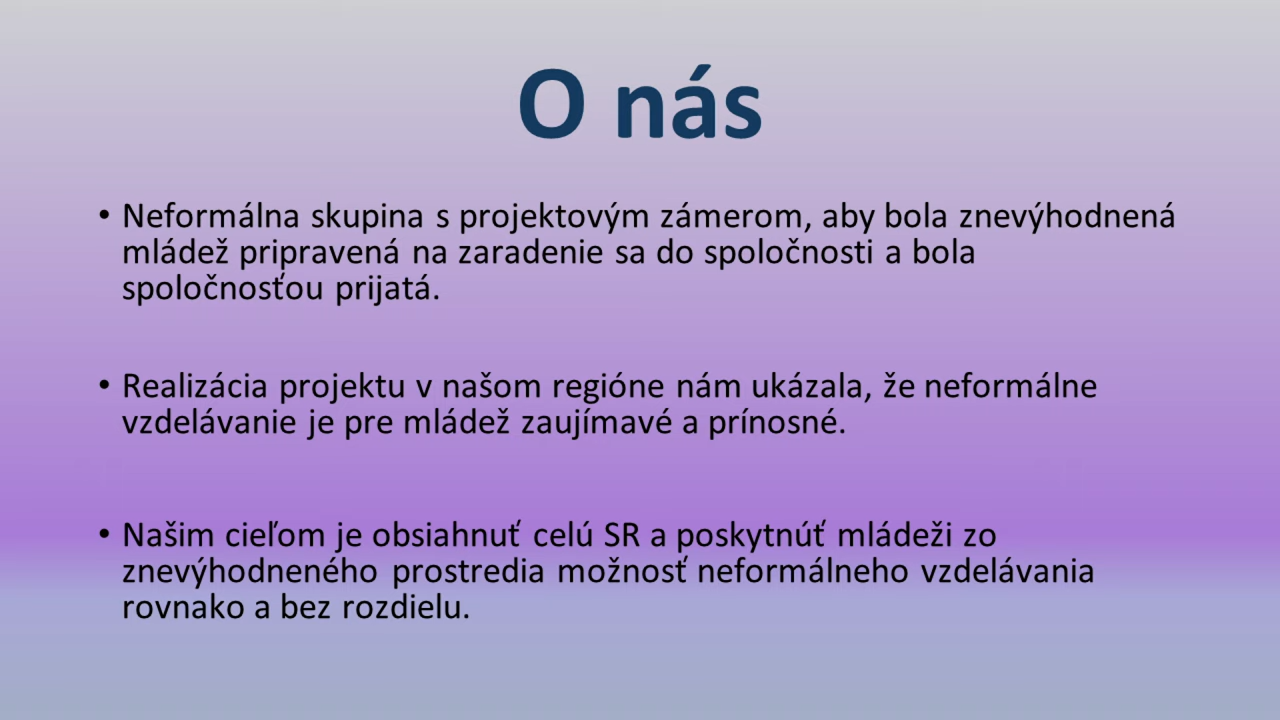 O nás
• Neformálna skupina s projektovým zámerom, aby bola znevýhodnená
mládež pripravená na zaradenie sa do spoločnosti a bola
spoločnosťou prijatá.
• Realizácia projektu v našom regióne nám ukázala, že neformálne
vzdelávanie je pre mládež zaujímavé a prínosné.
• Našim cieľom je obsiahnuť celú SR a poskytnúť mládeži zo
znevýhodneného prostredia možnosť neformálneho vzdelávania
rovnako a bez rozdielu.